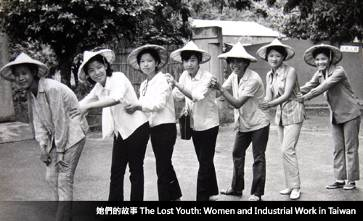 她們的故事 The Lost Youth: Women and Industrial Work in Taiwan